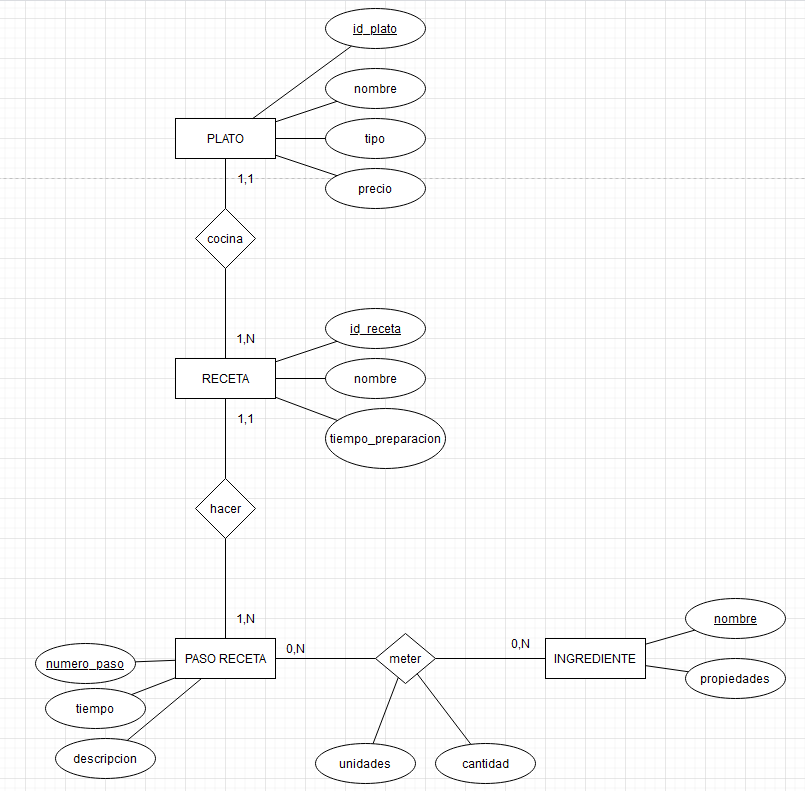 id_plato
nombre
PLATO
tipo
1,1
precio
cocina
id_receta
1,N
RECETA
nombre
1,1
tiempo_preparacion
hacer
1,N
nombre
0,N
0,N
numero_paso
PASO RECETA
meter
INGREDIENTE
propiedades
tiempo
descripcion
unidades
cantidad